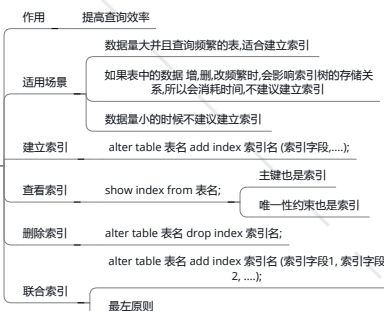 作用 提高查询效率
数据量大并且查询频繁的表,适合建立索引
适用场景
如果表中的数据 增,删,改频繁时,会影响索引树的存储关
系,所以会消耗时间,不建议建立索引
数据量小的时候不建议建立索引
建立索引 alter table 表名 add index 索引名 (索引字段,....);
主键也是索引
查看索引 show index from 表名;
唯一性约束也是索引
删除索引 alter table 表名 drop index 索引名;
alter table 表名 add index 索引名 (索引字段1, 索引字段
2, ....);
联合索引
最左原则